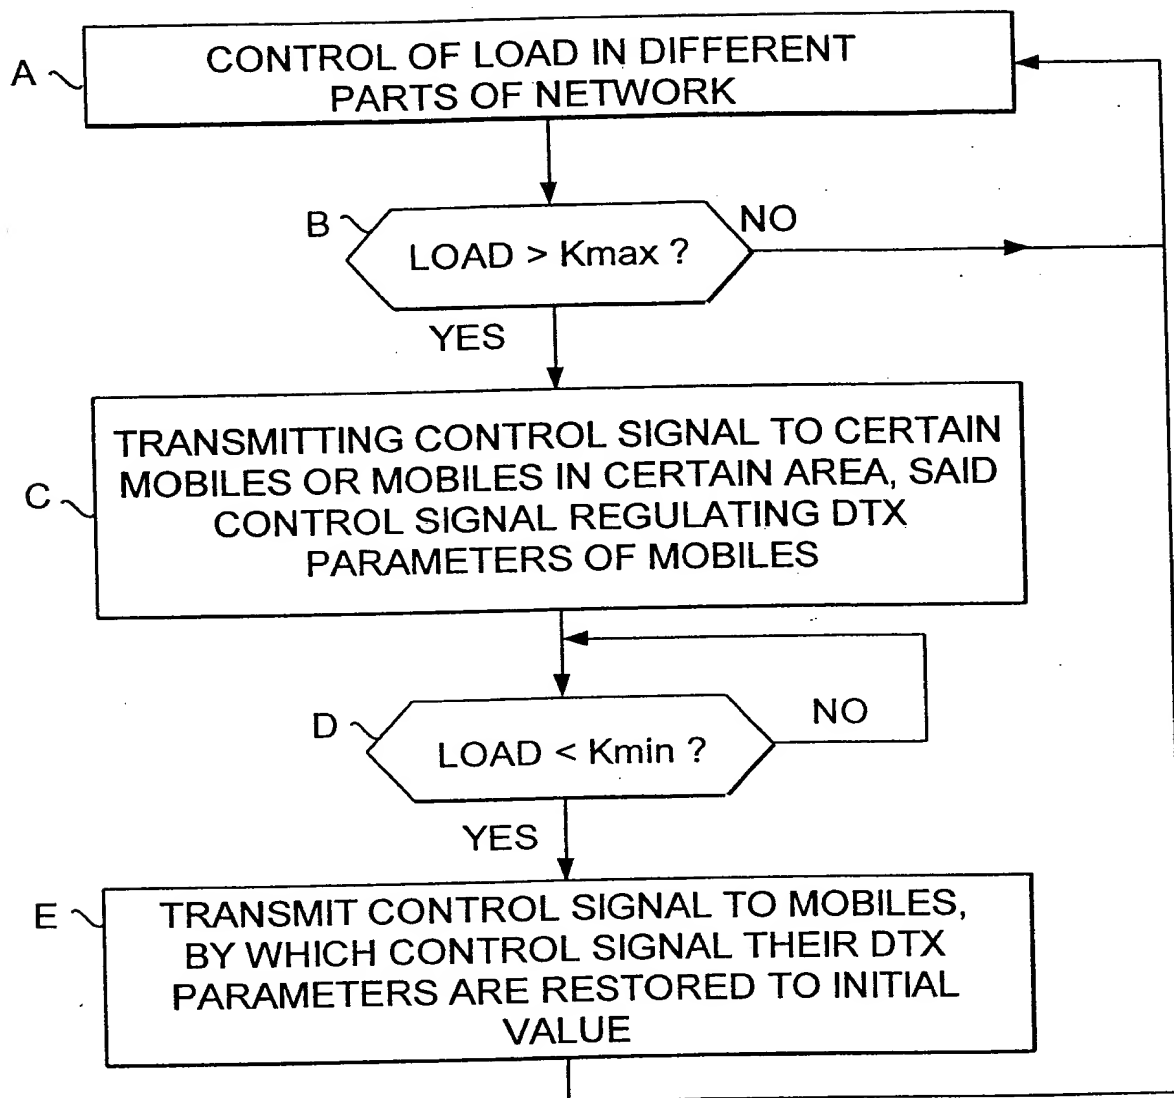 A
CONTROL OF LOAD IN DIFFERENT
PARTS OF NETWORK
B
LOAD > Kmax ?
NO
YES
C
TRANSMITTING CONTROL SIGNAL TO CERTAIN
MOBILES OR MOBILES IN CERTAIN AREA, SAID
CONTROL SIGNAL REGULATING DTX
PARAMETERS OF MOBILES
D
LOAD < Kmin ?
NO
YES
E
TRANSMIT CONTROL SIGNAL TO MOBILES,
BY WHICH CONTROL SIGNAL THEIR DTX
PARAMETERS ARE RESTORED TO INITIAL
VALUE